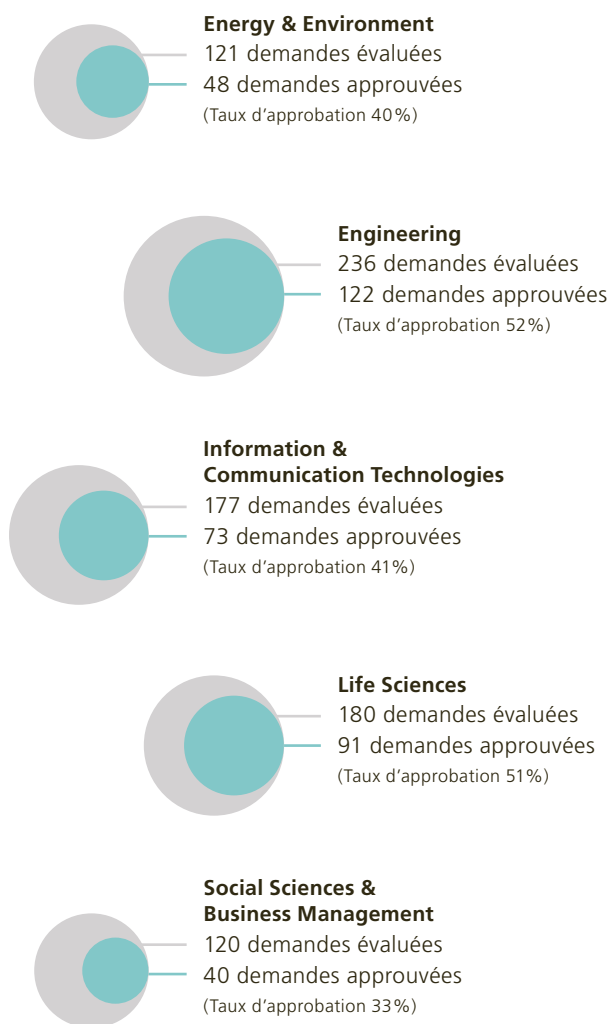 Energy & Environment
121 demandes évaluées
48 demandes approuvées
(Taux d'approbation 40%)
Engineering
236 demandes évaluées
122 demandes approuvées
(Taux d'approbation 52%)
Information &
Communication Technologies
177 demandes évaluées
73 demandes approuvées
(Taux d'approbation 41%)
Life Sciences
180 demandes évaluées
91 demandes approuvées
(Taux d'approbation 51%)
Social Sciences &
Business Management
120 demandes évaluées
40 demandes approuvées
(Taux d'approbation 33%)